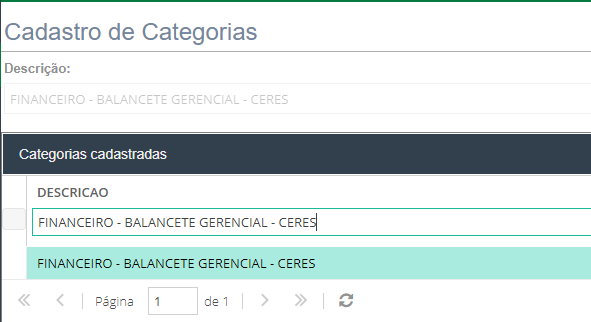 Cadastro de Categorias
Descrição:
FINANCEIRO - BALANCETE GERENCIAL - CERES
Categorias cadastradas
DESCRICAO
FINANCEIRO - BALANCETE GERENCIAL - CERES
FINANCEIRO - BALANCETE GERENCIAL - CERES
Página 1 de 1